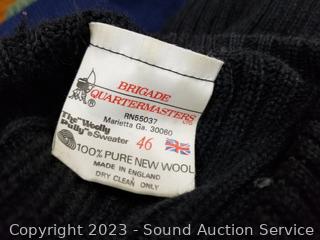 BRIGADE
QUARTERMASTERS
RN55037
Marietta Ga. 30060
The "Woolly
Pully"® Sweater 46
100% PURE NEW WOOL
MADE IN ENGLAND
DRY CLEAN ONLY
Copyright 2023 - Sound Auction Service